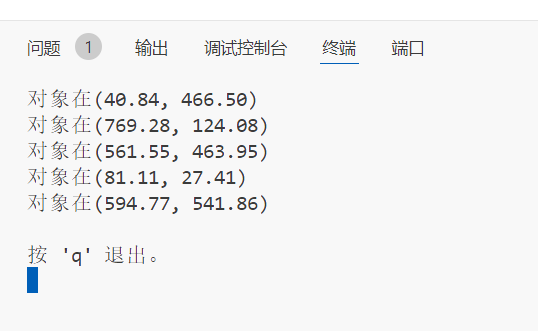 问题 1 输出 调试控制台 终端 端口
对象在(40.84, 466.50)
对象在(769.28, 124.08)
对象在(561.55, 463.95)
对象在(81.11, 27.41)
对象在(594.77, 541.86)
按 'q' 退出。